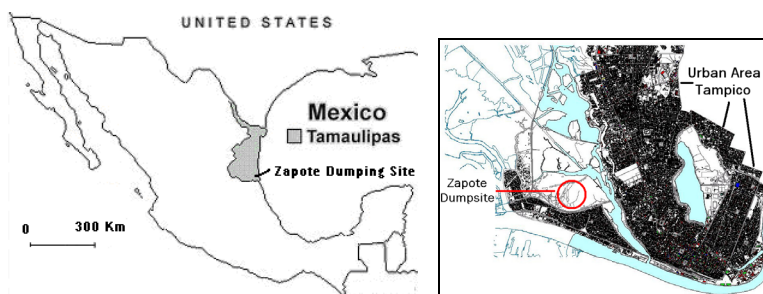 UNITED STATES
Mexico
Tamaulipas
Zapote Dumping Site
0 300 Km
Urban Area
Tampico
Zapote
Dumpsite